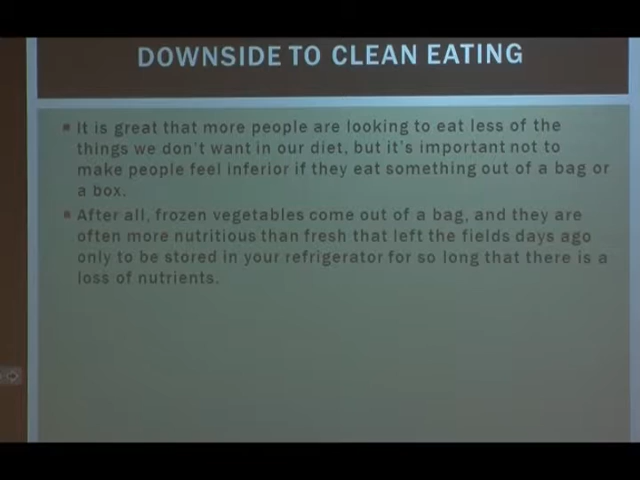 DOWNSIDE TO CLEAN EATING
It is great that more people are looking to eat less of the
things we don't want in our diet, but it's important not to
make people feel inferior if they eat something out of a bag or
a box.
After all, frozen vegetables come out of a bag, and they are
often more nutritious than fresh that left the fields days ago
only to be stored in your refrigerator for so long that there is a
loss of nutrients.